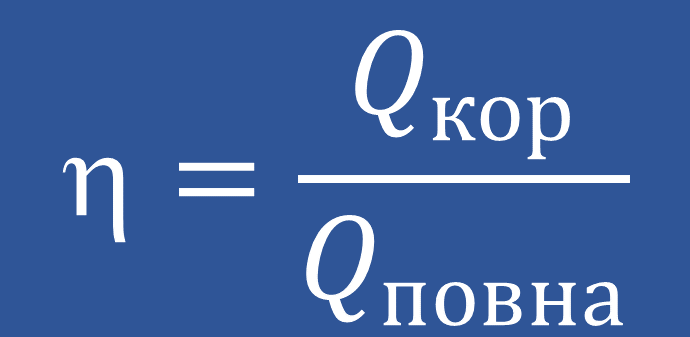 η = Qкор
Qповна